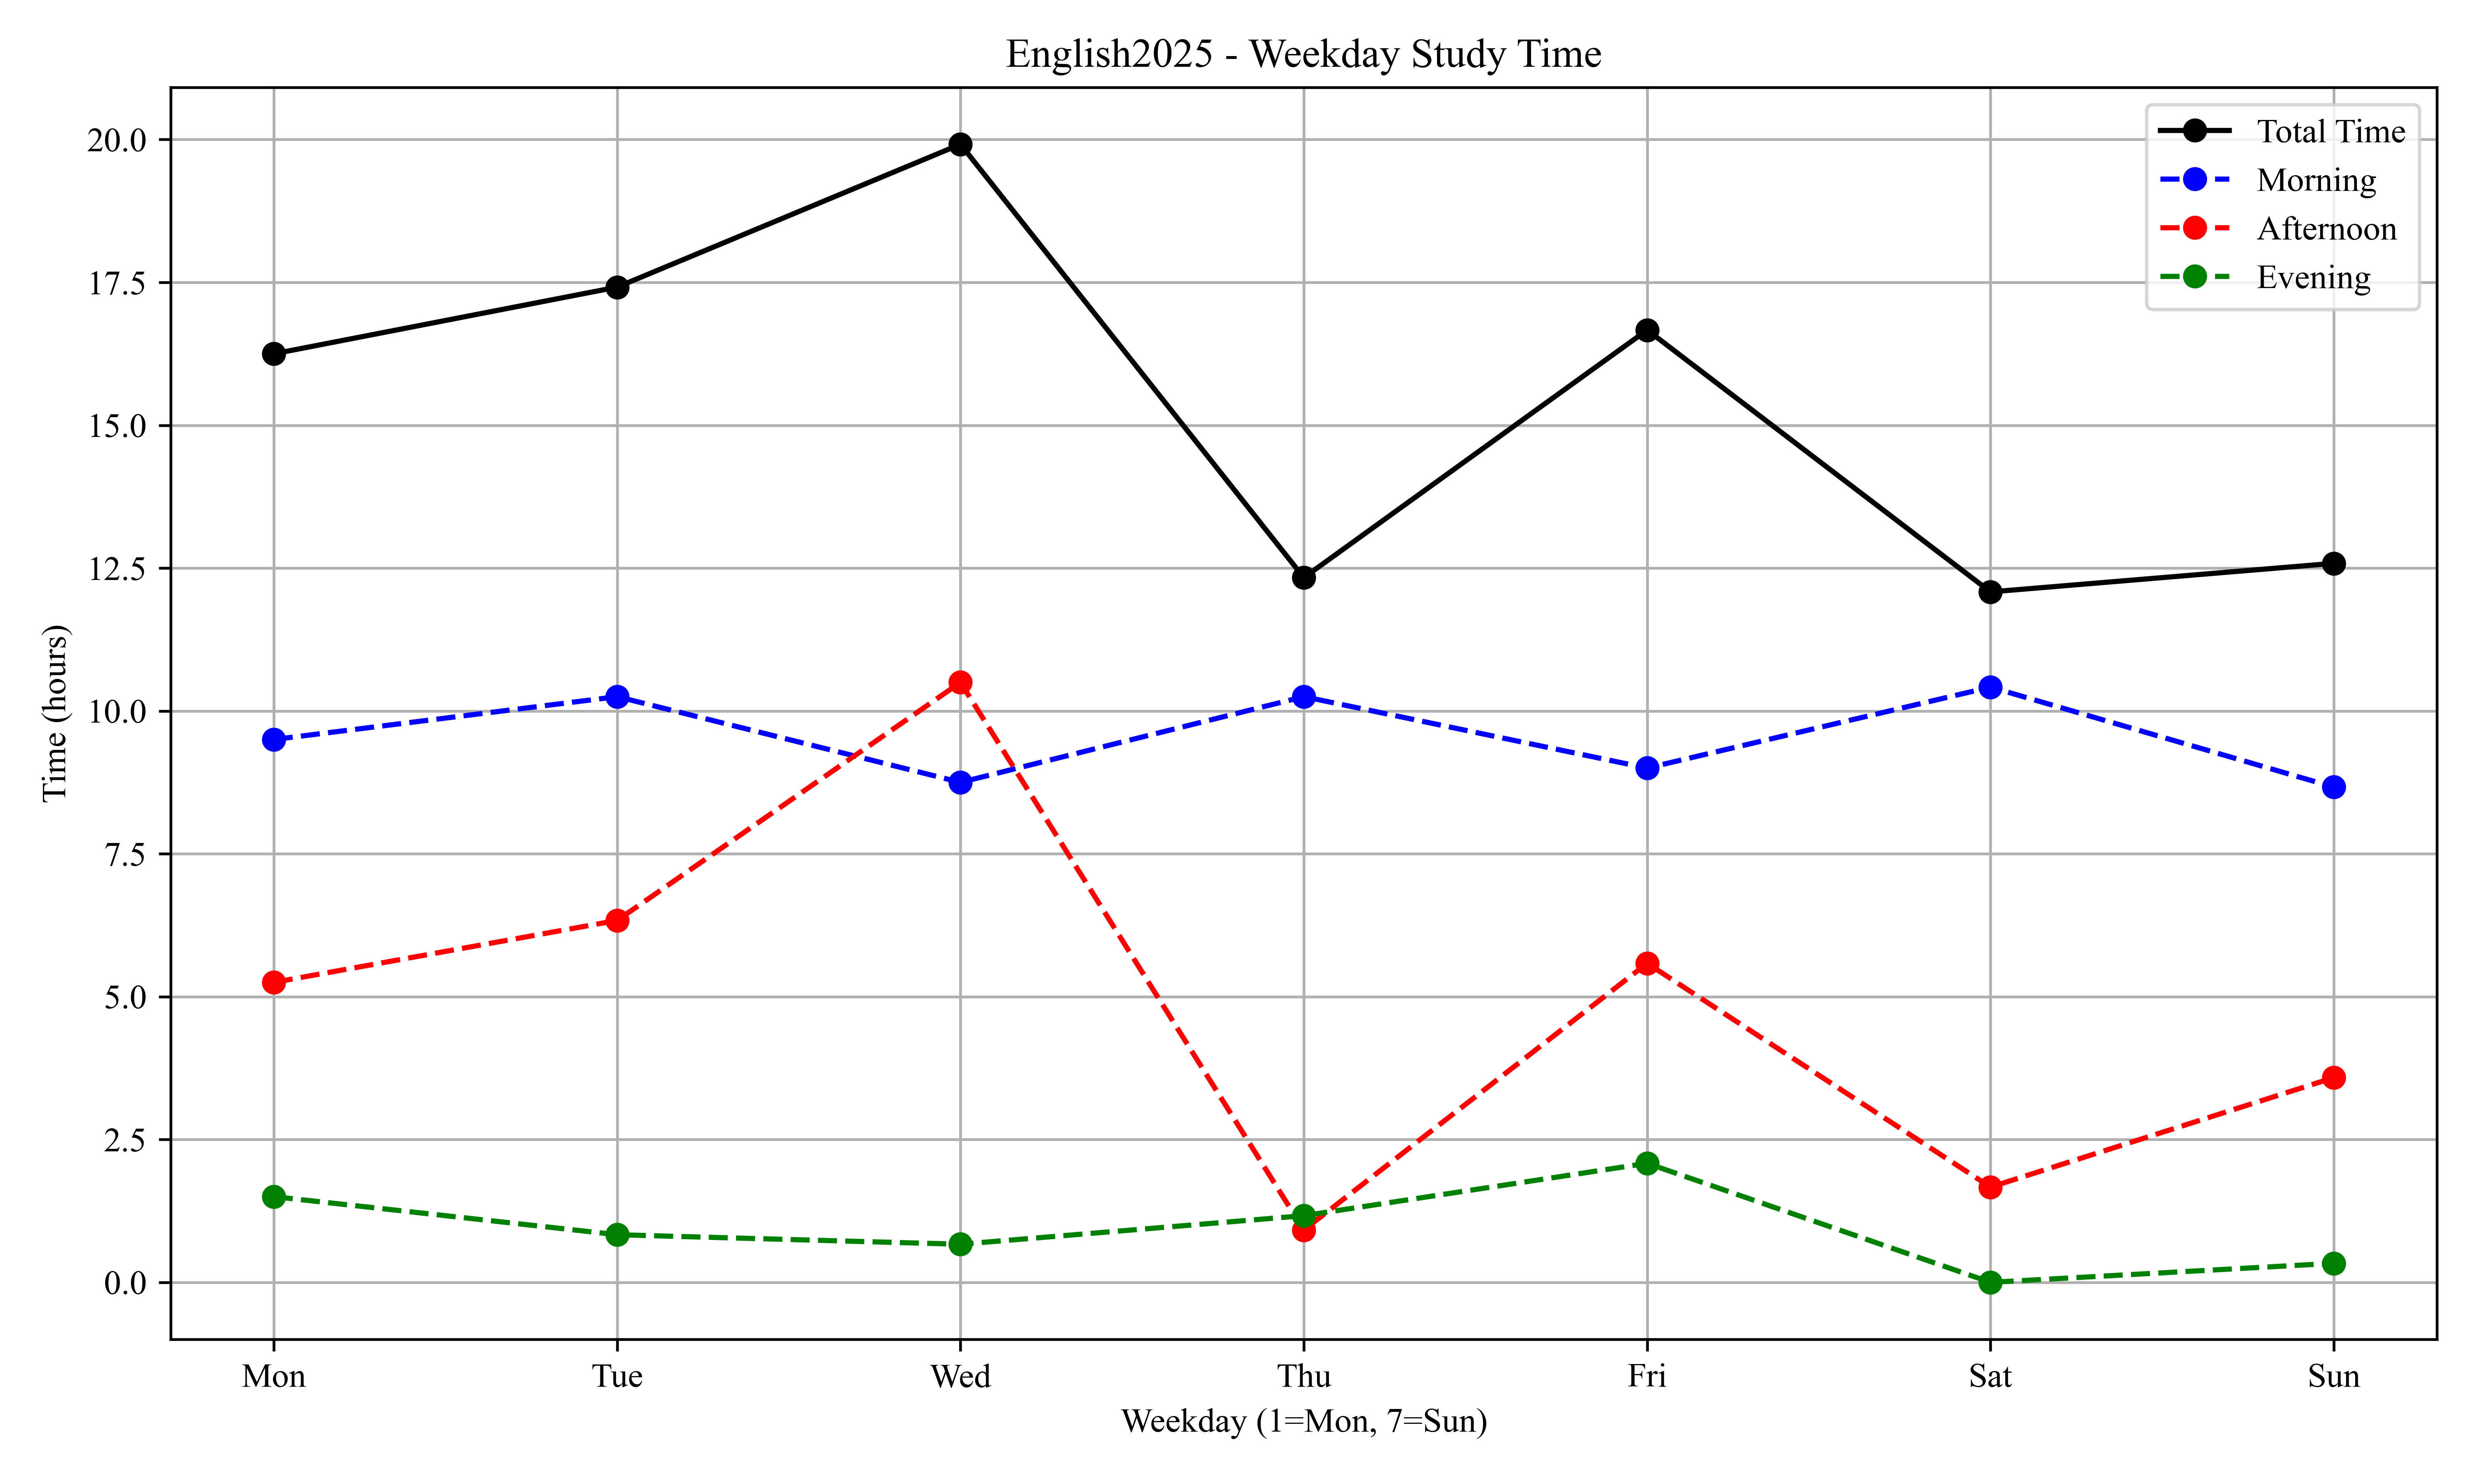 English2025 - Weekday Study Time
Total Time
Morning
Afternoon
Evening
Time (hours)
20.0
17.5
15.0
12.5
10.0
7.5
5.0
2.5
0.0
Mon Tue Wed Thu Fri Sat Sun
Weekday (1=Mon, 7=Sun)